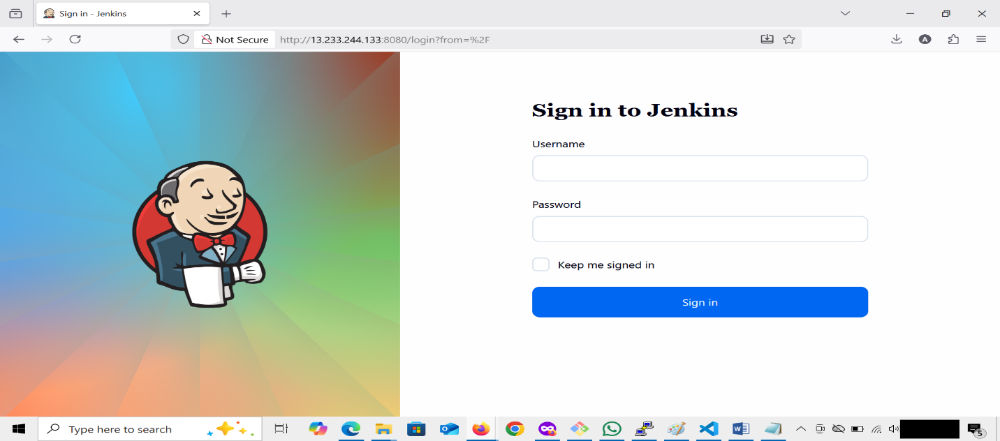 Sign in - Jenkins
Not Secure
http://13.233.244.133:8080/login?from=%2F
A
Sign in to Jenkins
Username
Password
Keep me signed in
Sign in
Type here to search
5